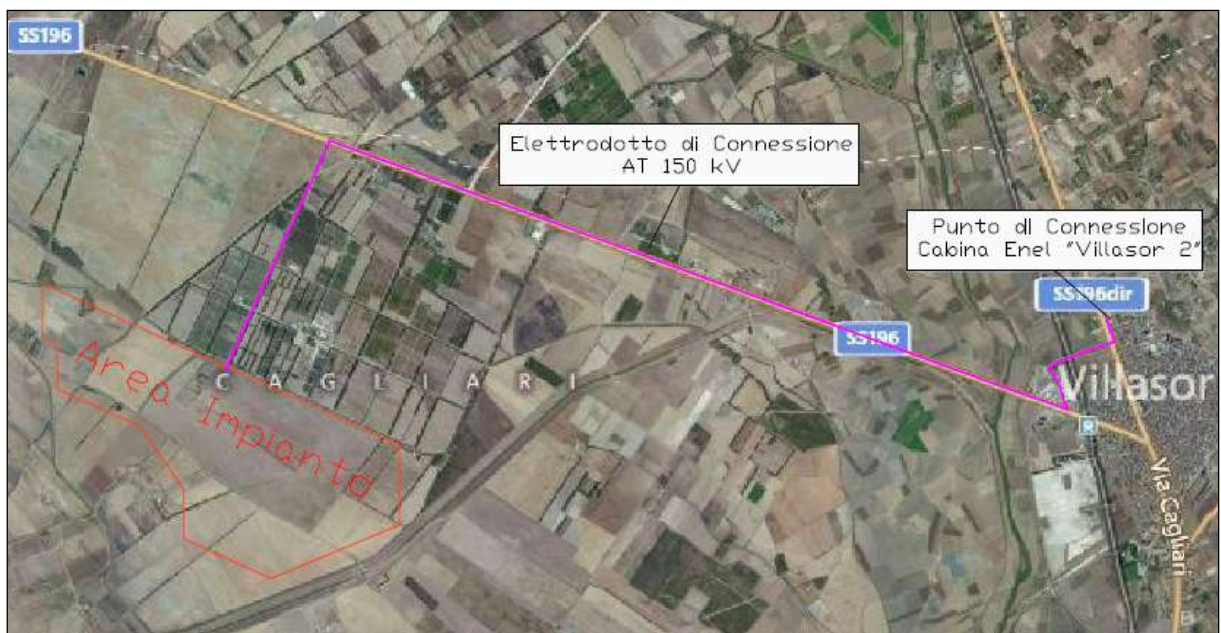 SS196
Elettrodotto di Connessione
AT 150 kV
Punto di Connessione
Cabina Enel "Villasor 2"
SS196dir
SS196
Area Impianto
CAGLIARI
Villasor
Via Cagliari